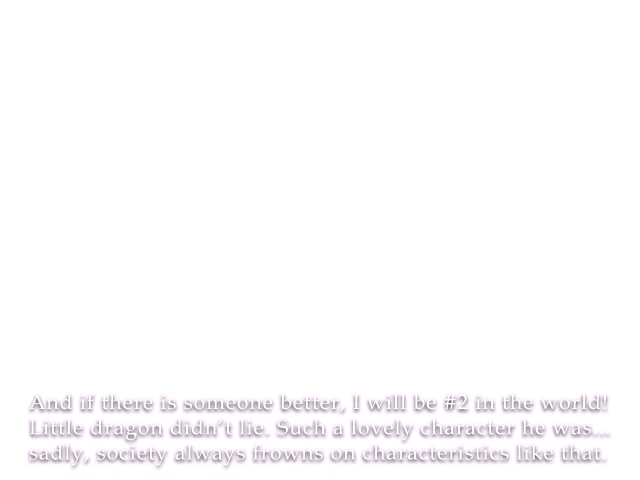 And if there is someone better, I will be #2 in the world!
Little dragon didn't lie. Such a lovely character he was...
sadly, society always frowns on characteristics like that.